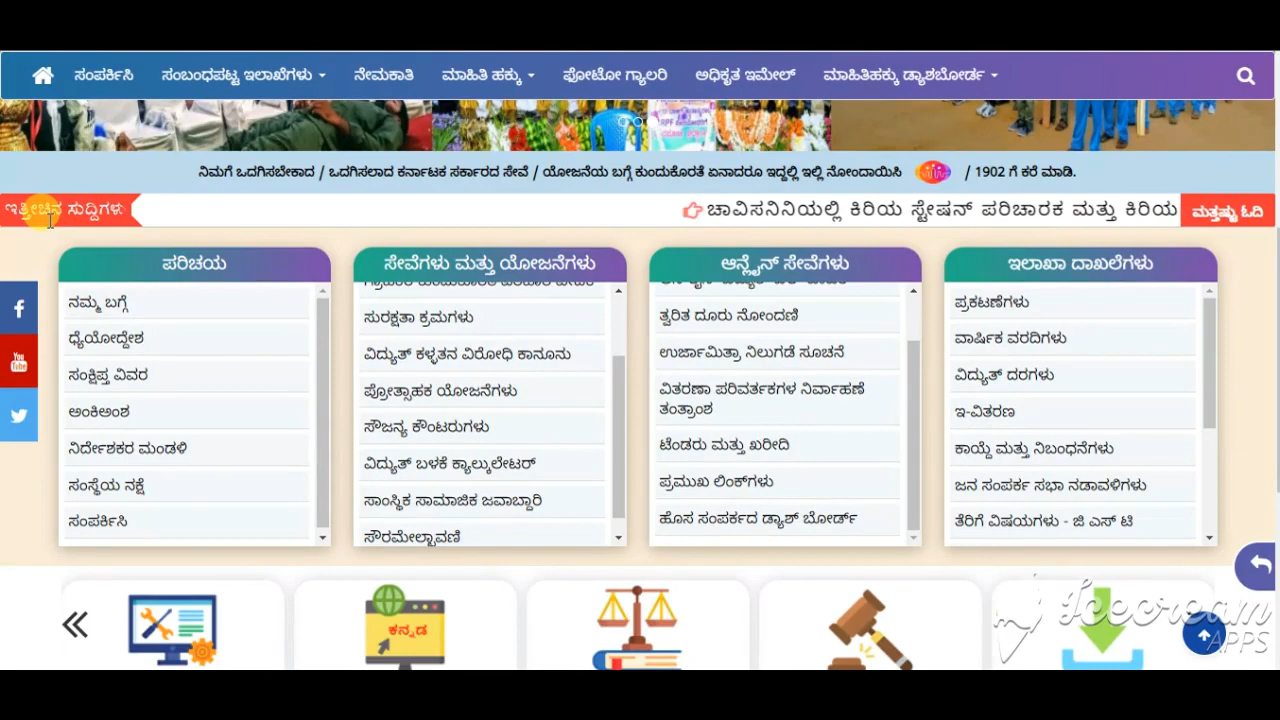 ಸಂಪರ್ಕಿಸಿ ಸಂಬಂಧಪಟ್ಟ ಇಲಾಖೆಗಳು ನೇಮಕಾತಿ ಮಾಹಿತಿ ಹಕ್ಕು ಫೋಟೋ ಗ್ಯಾಲರಿ ಅಧಿಕೃತ ಇಮೇಲ್ ಮಾಹಿತಿಹಕ್ಕು ಡ್ಯಾಶಬೋರ್ಡ
ನಿಮಗೆ ಒದಗಿಸಬೇಕಾದ / ಒದಗಿಸಲಾದ ಕರ್ನಾಟಕ ಸರ್ಕಾರದ ಸೇವೆ / ಯೋಜನೆಯ ಬಗ್ಗೆ ಕುಂದುಕೊರತೆ ಏನಾದರೂ ಇದ್ದಲ್ಲಿ ಇಲ್ಲಿ ನೋಂದಾಯಿಸಿ / 1902 ಗೆ ಕರೆ ಮಾಡಿ.
ಇತ್ತೀಚಿನ ಸುದ್ದಿಗಳು ಚಾವಿಸನಿನಿಯಲ್ಲಿ ಕಿರಿಯ ಸ್ಟೇಷನ್ ಪರಿಚಾರಕ ಮತ್ತು ಕಿರಿಯ ಮತ್ತಷ್ಟು ಓದಿ
ಪರಿಚಯ
ನಮ್ಮ ಬಗ್ಗೆ
ಧ್ಯೆಯೋದ್ದೇಶ
ಸಂಕ್ಷಿಪ್ತ ವಿವರ
ಅಂಕಿಅಂಶ
ನಿರ್ದೇಶಕರ ಮಂಡಳಿ
ಸಂಸ್ಥೆಯ ನಕ್ಷೆ
ಸಂಪರ್ಕಿಸಿ
ಸೇವೆಗಳು ಮತ್ತು ಯೋಜನೆಗಳು
ಸುರಕ್ಷತಾ ಕ್ರಮಗಳು
ವಿದ್ಯುತ್ ಕಳ್ಳತನ ವಿರೋಧಿ ಕಾನೂನು
ಪ್ರೋತ್ಸಾಹಕ ಯೋಜನೆಗಳು
ಸೌಜನ್ಯ ಕೌಂಟರುಗಳು
ವಿದ್ಯುತ್ ಬಳಕೆ ಕ್ಯಾಲ್ಕುಲೇಟರ್
ಸಾಂಸ್ಥಿಕ ಸಾಮಾಜಿಕ ಜವಾಬ್ದಾರಿ
ಸೌರಮೇಲ್ಛಾವಣಿ
ಆನ್ಲೈನ್ ಸೇವೆಗಳು
ತ್ವರಿತ ದೂರು ನೋಂದಣಿ
ಉರ್ಜಾಮಿತ್ರಾ ನಿಲುಗಡೆ ಸೂಚನೆ
ವಿತರಣಾ ಪರಿವರ್ತಕಗಳ ನಿರ್ವಾಹಣೆ
ತಂತ್ರಾಂಶ
ಟೆಂಡರು ಮತ್ತು ಖರೀದಿ
ಪ್ರಮುಖ ಲಿಂಕ್‌ಗಳು
ಹೊಸ ಸಂಪರ್ಕದ ಡ್ಯಾಶ್ ಬೋರ್ಡ್
ಇಲಾಖಾ ದಾಖಲೆಗಳು
ಪ್ರಕಟಣೆಗಳು
ವಾರ್ಷಿಕ ವರದಿಗಳು
ವಿದ್ಯುತ್ ದರಗಳು
ಇ-ವಿತರಣ
ಕಾಯ್ದೆ ಮತ್ತು ನಿಬಂಧನೆಗಳು
ಜನ ಸಂಪರ್ಕ ಸಭಾ ನಡಾವಳಿಗಳು
ತೆರಿಗೆ ವಿಷಯಗಳು - ಜಿ ಎಸ್ ಟಿ
You
Tube
ಕನ್ನಡ
Icecream
APPS